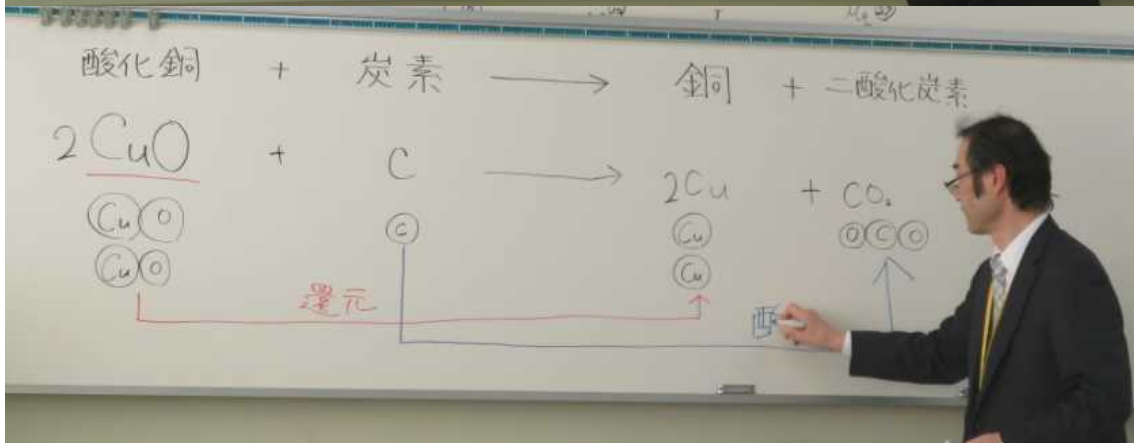 酸化銅 + 炭素 → 銅 + 二酸化炭素
2CuO + C → 2Cu + CO₂
Cu O C Cu O C O
Cu O Cu
還元